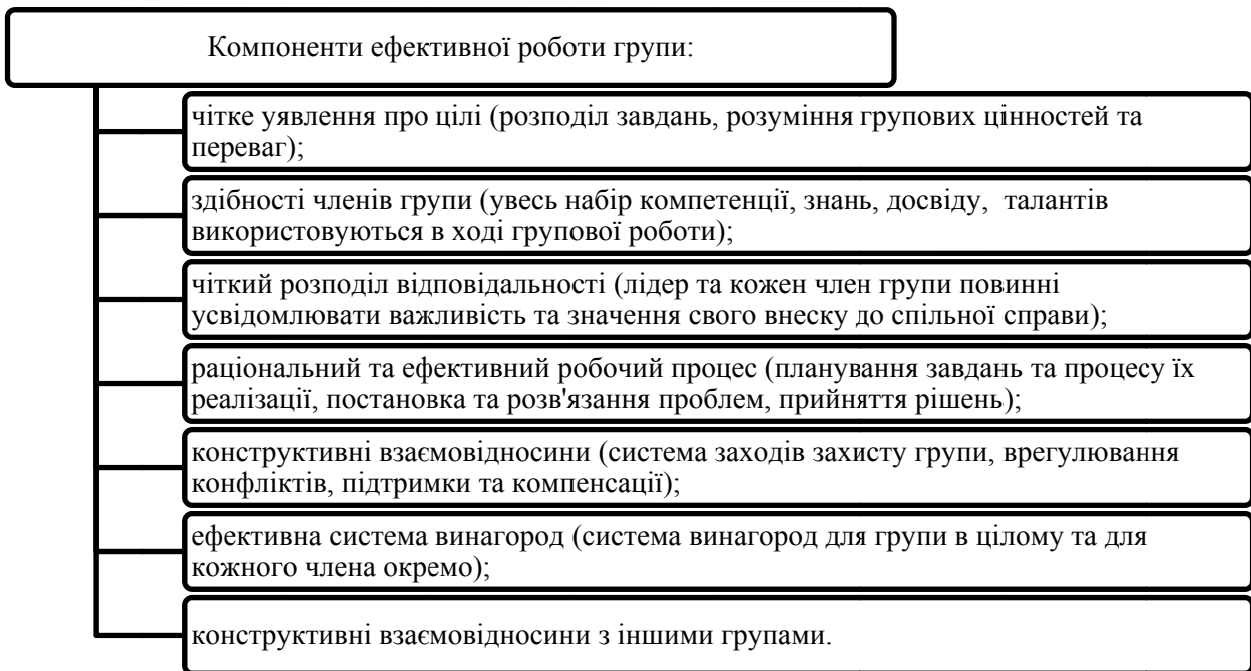 Компоненти ефективної роботи групи:
чітке уявлення про цілі (розподіл завдань, розуміння групових цінностей та
переваг);
здібності членів групи (увесь набір компетенції, знань, досвіду, талантів
використовуються в ході групової роботи);
чіткий розподіл відповідальності (лідер та кожен член групи повинні
усвідомлювати важливість та значення свого внеску до спільної справи);
раціональний та ефективний робочий процес (планування завдань та процесу їх
реалізації, постановка та розв'язання проблем, прийняття рішень);
конструктивні взаємовідносини (система заходів захисту групи, врегулювання
конфліктів, підтримки та компенсації);
ефективна система винагород (система винагород для групи в цілому та для
кожного члена окремо);
конструктивні взаємовідносини з іншими групами.